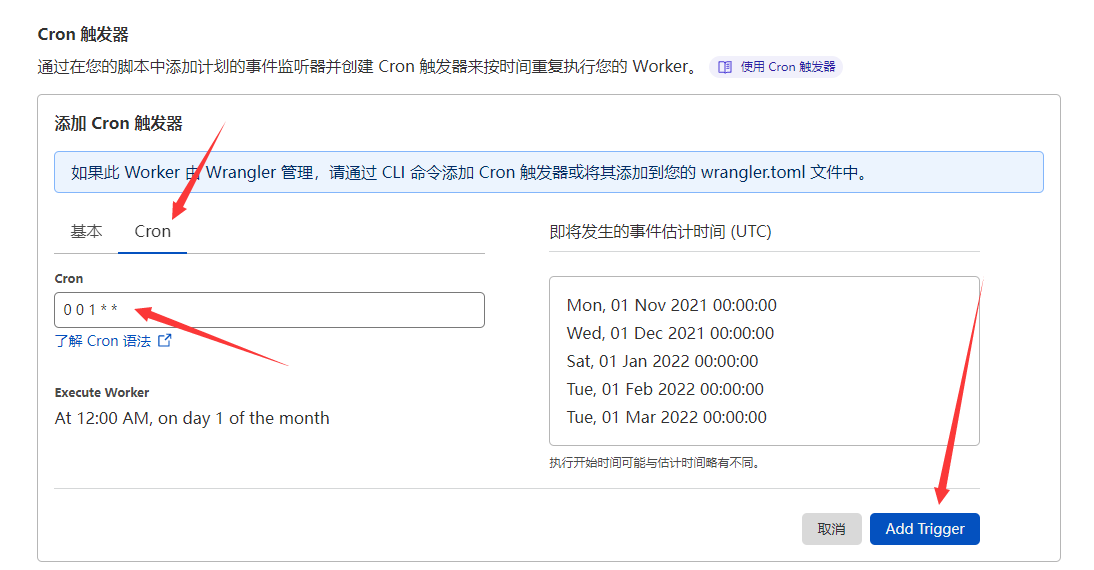 Cron 触发器
通过在您的脚本中添加计划的事件监听器并创建 Cron 触发器来按时间重复执行您的 Worker。 使用 Cron 触发器
添加 Cron 触发器
如果此 Worker 由 Wrangler 管理，请通过 CLI 命令添加 Cron 触发器或将其添加到您的 wrangler.toml 文件中。
基本 Cron
Cron
0 0 1 * *
了解 Cron 语法
Execute Worker
At 12:00 AM, on day 1 of the month
即将发生的事件估计时间 (UTC)
Mon, 01 Nov 2021 00:00:00
Wed, 01 Dec 2021 00:00:00
Sat, 01 Jan 2022 00:00:00
Tue, 01 Feb 2022 00:00:00
Tue, 01 Mar 2022 00:00:00
执行开始时间可能与估计时间略有不同。
取消 Add Trigger